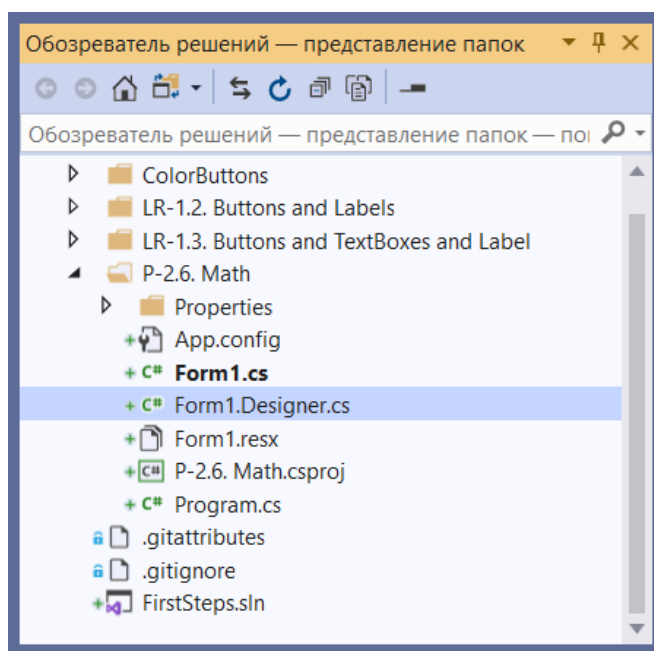 Обозреватель решений — представление папок
Обозреватель решений — представление папок — пои
ColorButtons
LR-1.2. Buttons and Labels
LR-1.3. Buttons and TextBoxes and Label
P-2.6. Math
Properties
App.config
C# Form1.cs
C# Form1.Designer.cs
Form1.resx
C# P-2.6. Math.csproj
C# Program.cs
.gitattributes
.gitignore
FirstSteps.sln